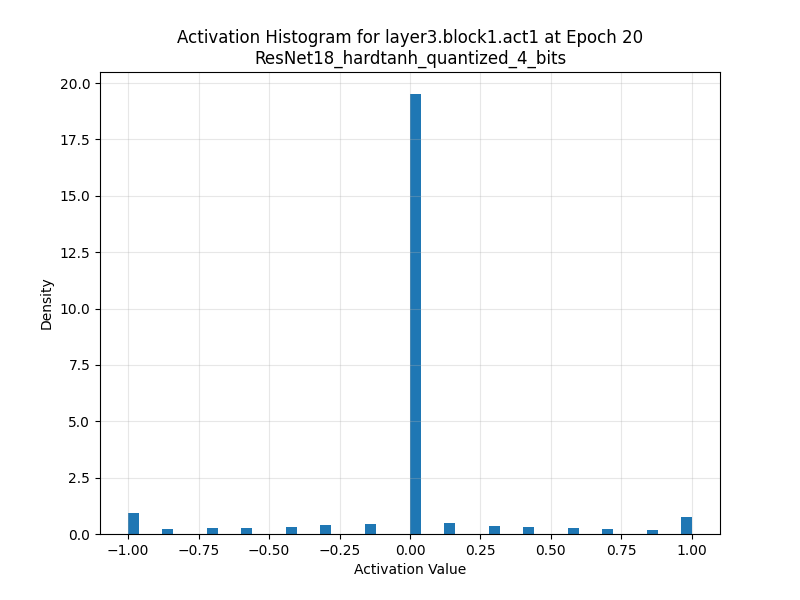 Activation Histogram for layer3.block1.act1 at Epoch 20
ResNet18_hardtanh_quantized_4_bits
20.0
17.5
15.0
12.5
10.0
7.5
5.0
2.5
0.0
Density
−1.00 −0.75 −0.50 −0.25 0.00 0.25 0.50 0.75 1.00
Activation Value